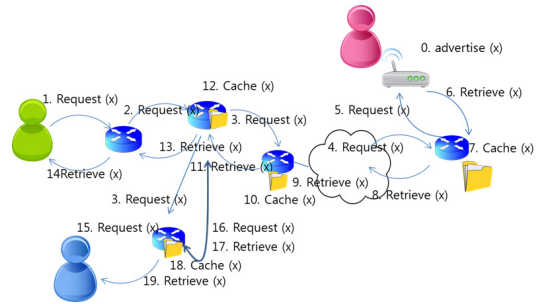 0. advertise (x)
12. Cache (x)
6. Retrieve (x)
1. Request (x)
2. Request (x)
5. Request (x)
3. Request (x)
13. Retrieve (x)
4. Request (x)
7. Cache (x)
14Retrieve (x)
11. Retrieve (x)
9. Retrieve (x)
8. Retrieve (x)
3. Request (x)
10. Cache (x)
15. Request (x)
16. Request (x)
17. Retrieve (x)
18. Cache (x)
19. Retrieve (x)